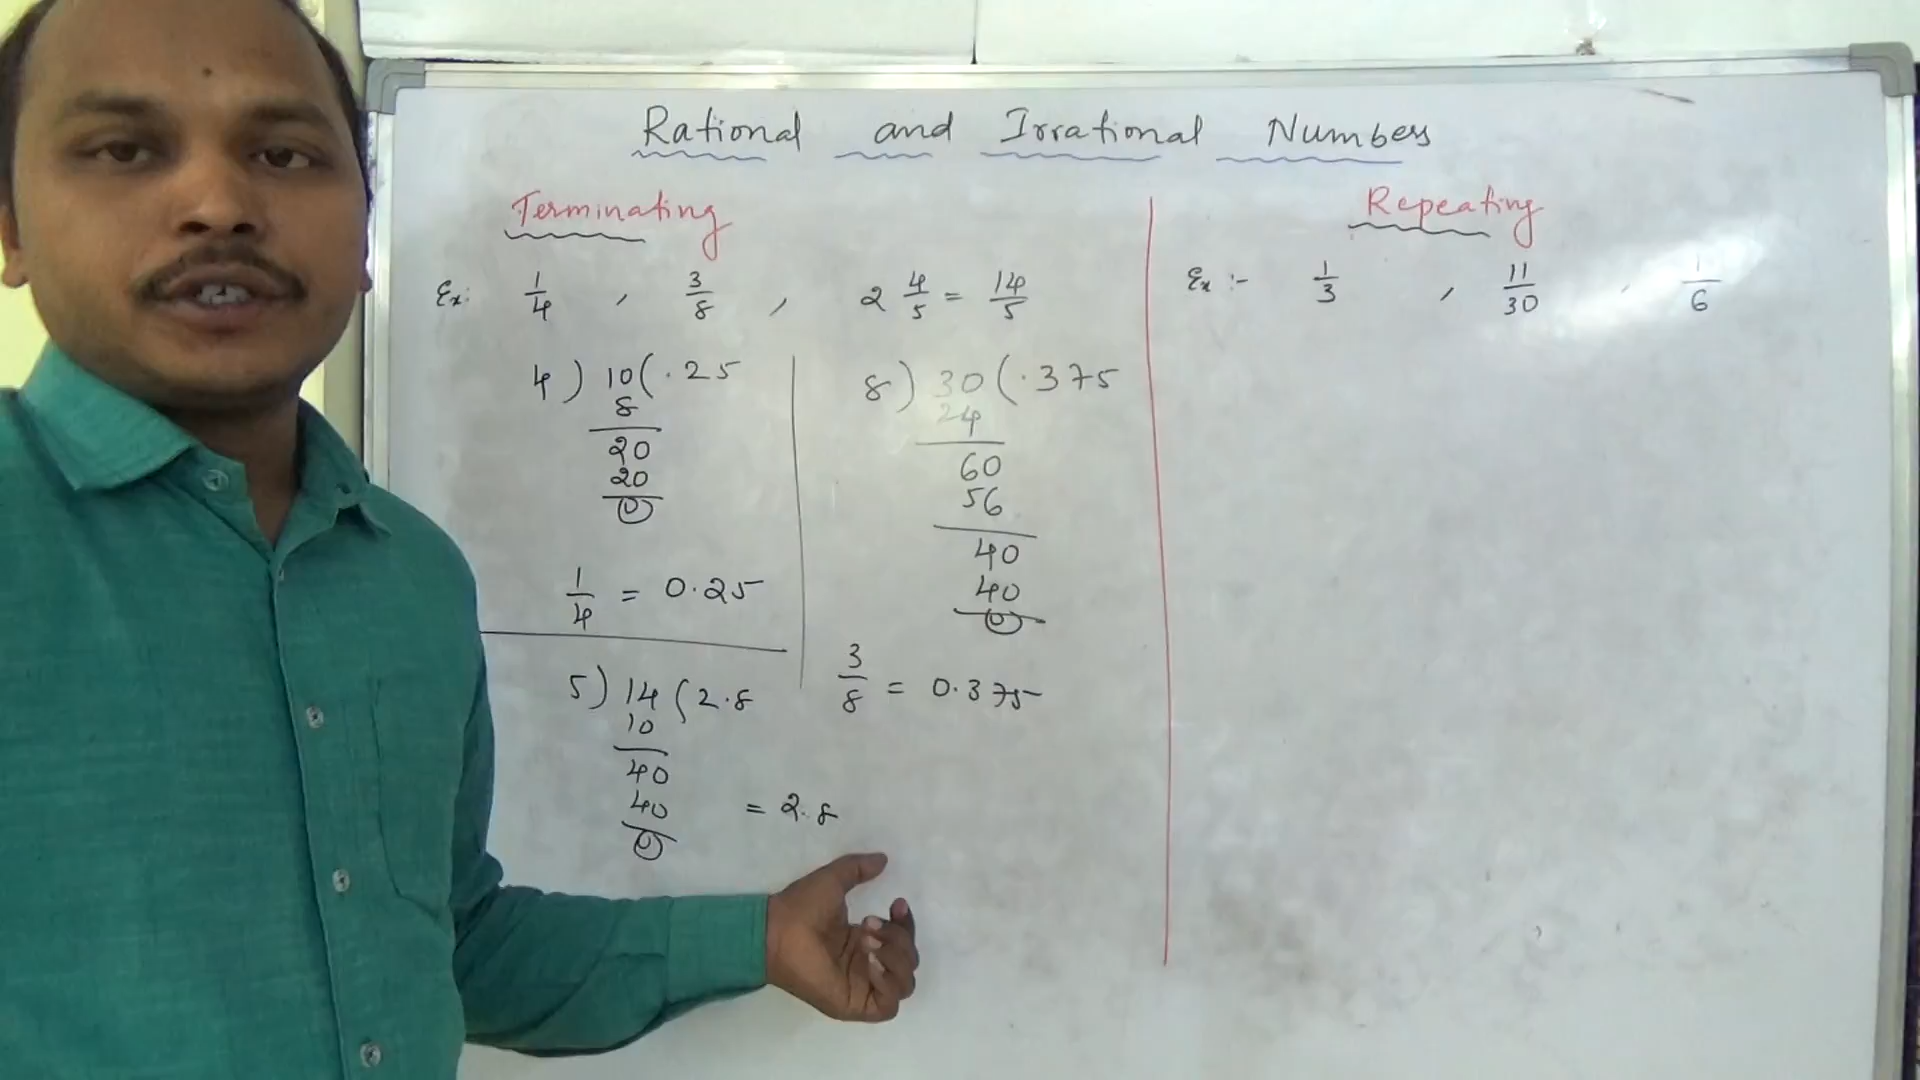 Rational and Irrational Numbers
Terminating
Ex: 1/4 , 3/8 , 2 4/5 = 14/5
4 ) 10 ( .25
8
20
20
0
1/4 = 0.25
8 ) 30 ( .375
24
60
56
40
40
0
3/8 = 0.375
5 ) 14 ( 2.8
10
40
40
0
= 2.8
Repeating
Ex :- 1/3 , 11/30 , 1/6